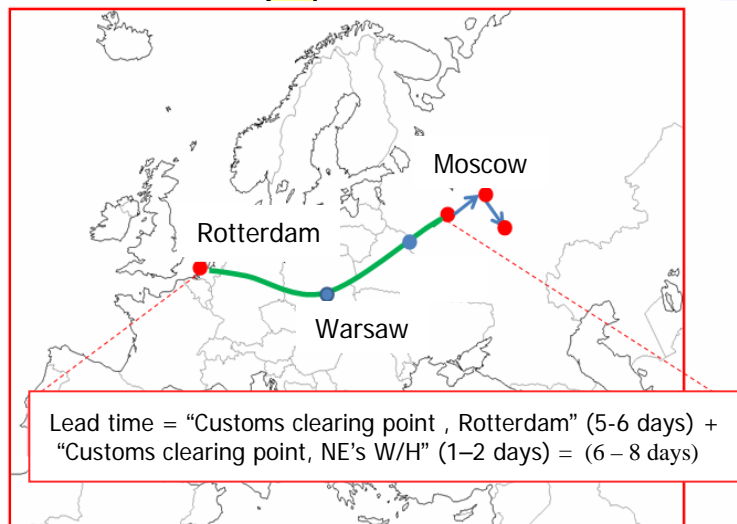 Moscow
Rotterdam
Warsaw
Lead time = “Customs clearing point , Rotterdam” (5-6 days) +
“Customs clearing point, NE’s W/H” (1–2 days) = (6 – 8 days)